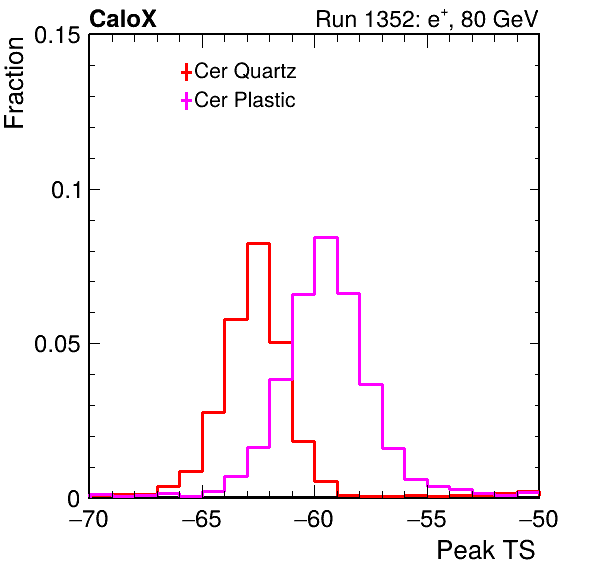 CaloX Run 1352: e⁺, 80 GeV
Fraction
0.15
Cer Quartz
Cer Plastic
0.1
0.05
0
−70 −65 −60 −55 −50
Peak TS